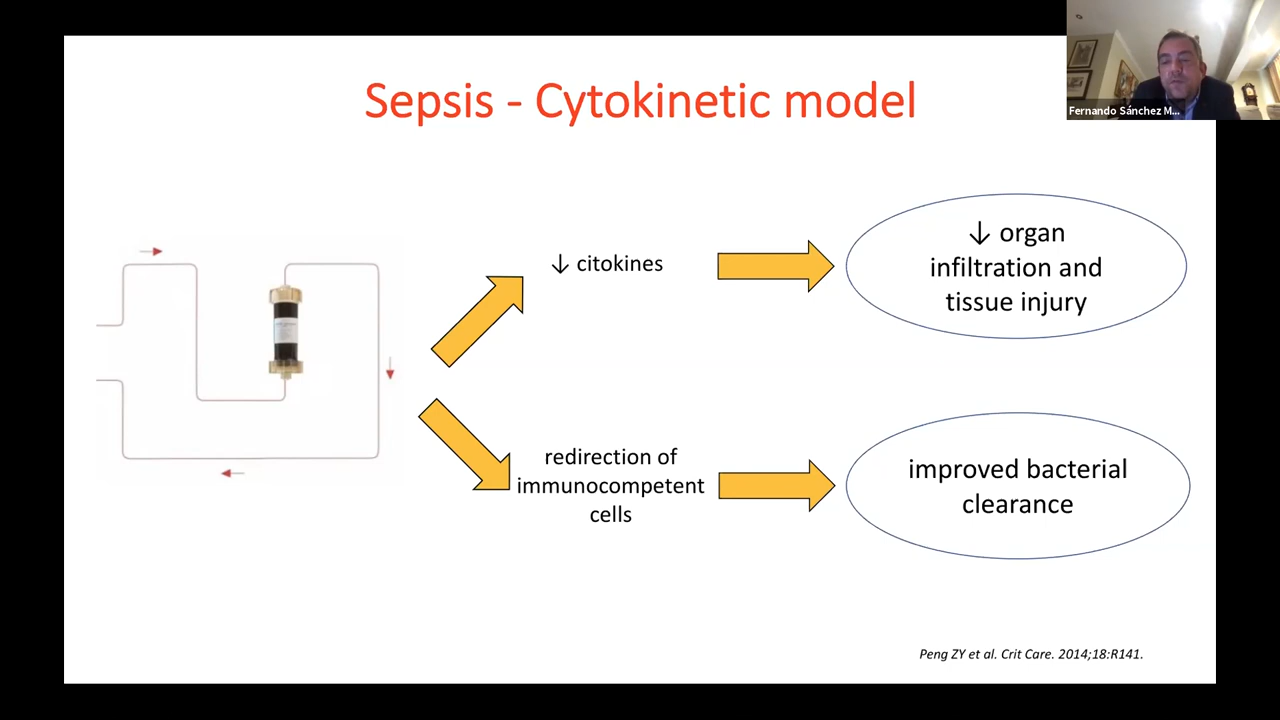 Sepsis - Cytokinetic model
Fernando Sánchez M...
↓ citokines
↓ organ
infiltration and
tissue injury
redirection of
immunocompetent
cells
improved bacterial
clearance
Peng ZY et al. Crit Care. 2014;18:R141.